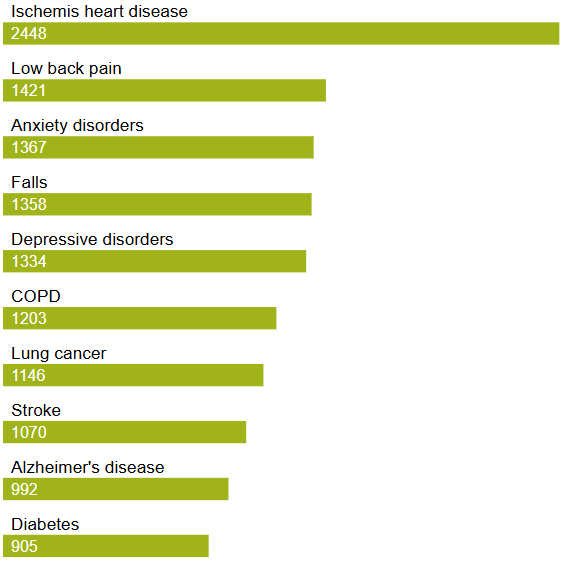 Ischemis heart disease
2448
Low back pain
1421
Anxiety disorders
1367
Falls
1358
Depressive disorders
1334
COPD
1203
Lung cancer
1146
Stroke
1070
Alzheimer's disease
992
Diabetes
905